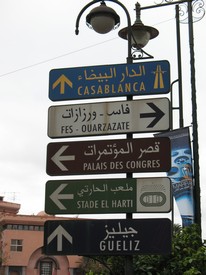 الدار البيضاء
CASABLANCA
فاس - ورزازات
FES - OUARZAZATE
قصر المؤتمرات
PALAIS DES CONGRES
ملعب الحارثي
STADE EL HARTI
جيليز
GUELIZ